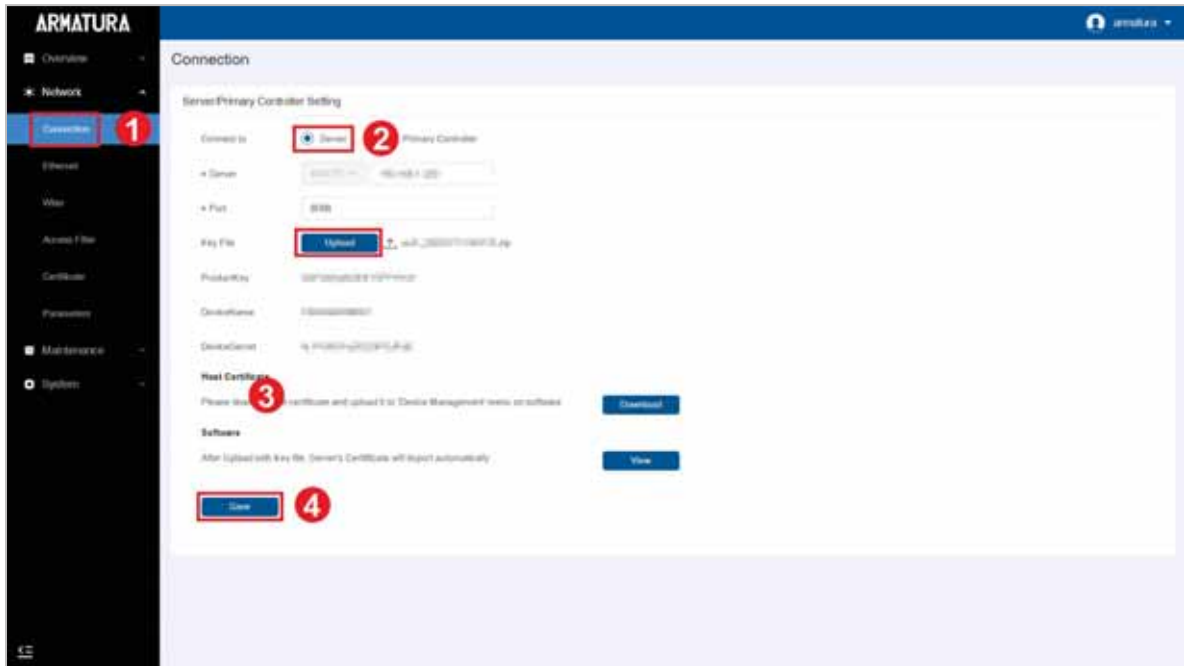 ARMATURA
armatura
Overview
Connection
Network
Server/Primary Controller Setting
Connection
1
Connect to
Server
2
Primary Controller
Ethernet
* Server
Wlan
* Port
8088
Access Filter
Key File
Upload
.zip
Certificate
ProductKey
Parameters
DeviceName
Maintenance
DeviceSecret
System
Host Certificate
3
Please certificate and upload it to Device Management menu on software
Download
Software
After Upload with key file, Server's Certificate will import automatically
View
Save
4